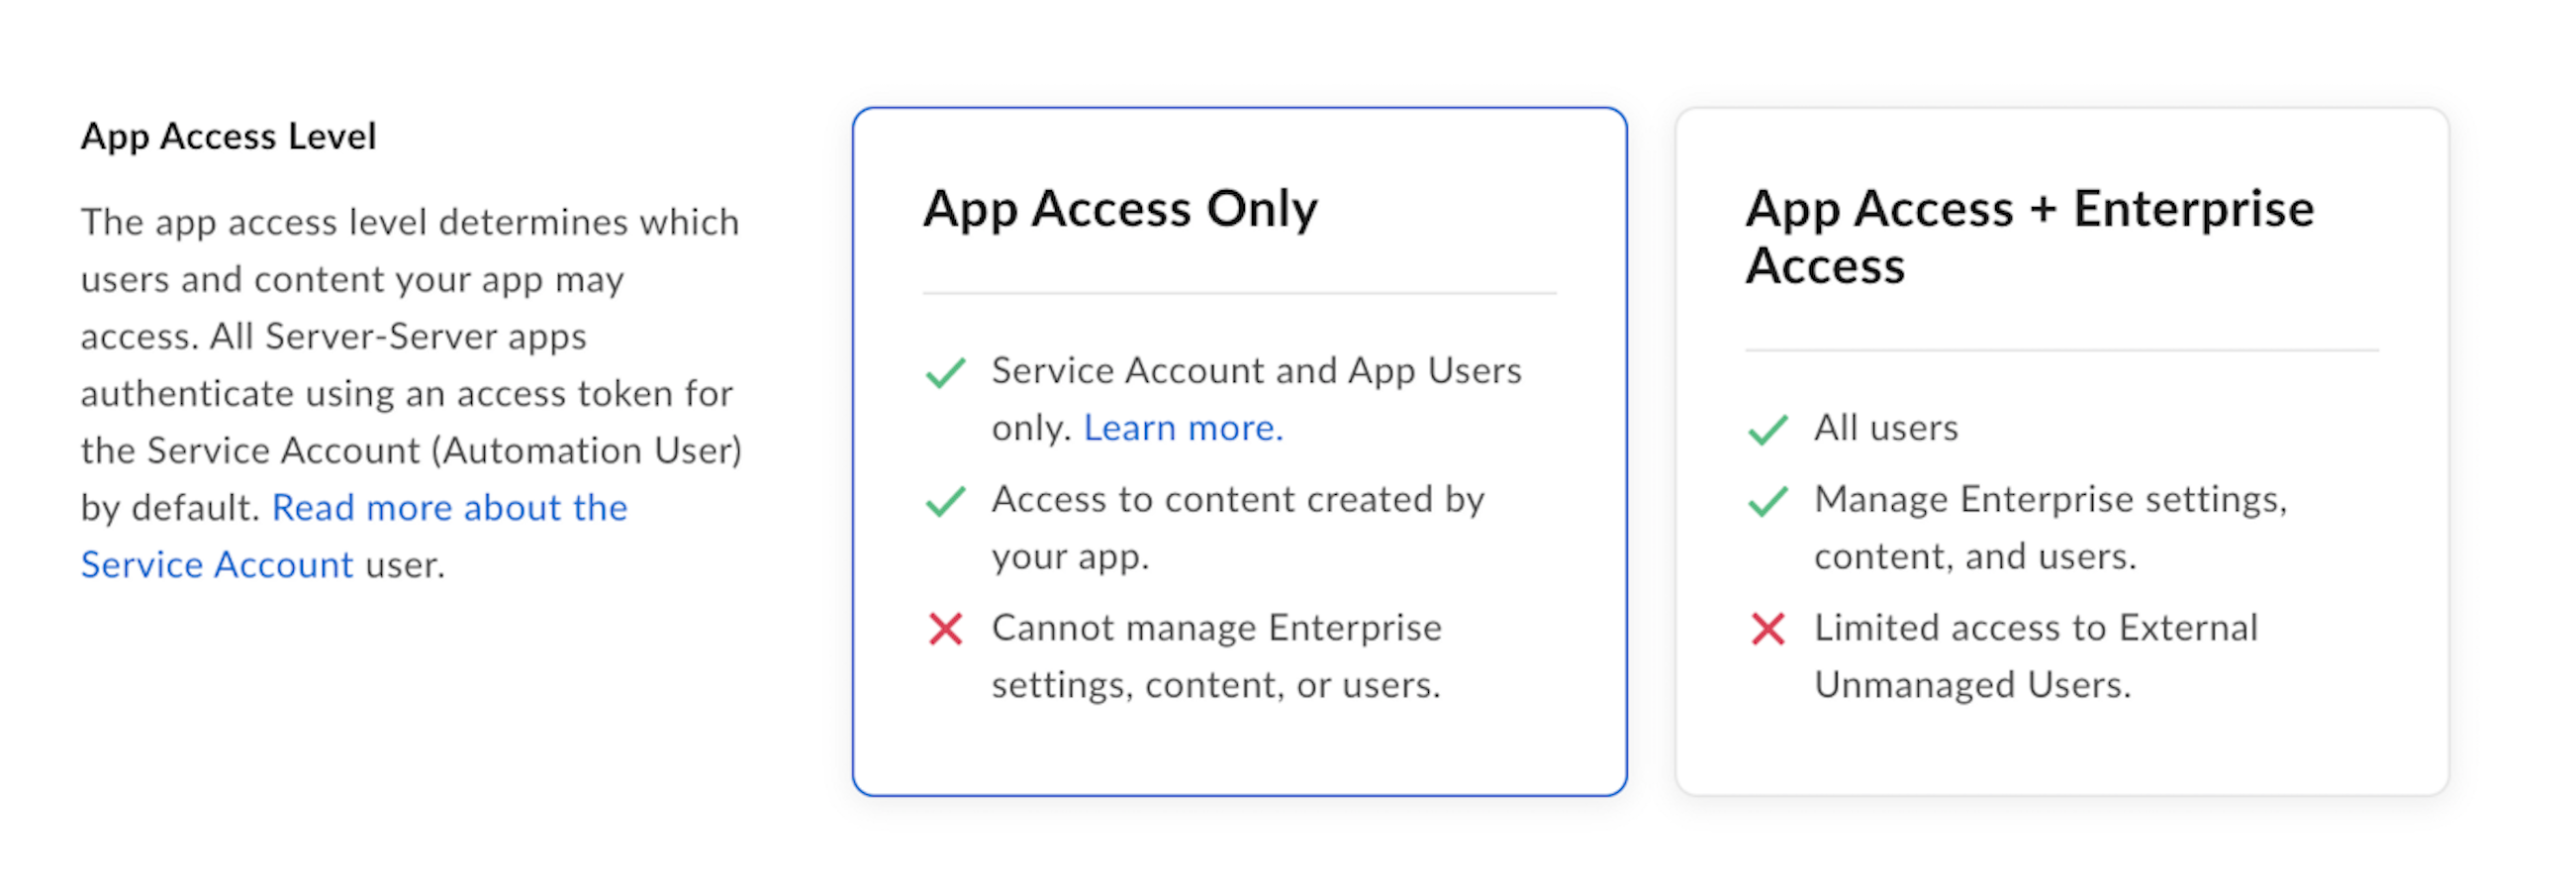 App Access Level
The app access level determines which
users and content your app may
access. All Server-Server apps
authenticate using an access token for
the Service Account (Automation User)
by default. Read more about the
Service Account user.
App Access Only
Service Account and App Users
only. Learn more.
Access to content created by
your app.
Cannot manage Enterprise
settings, content, or users.
App Access + Enterprise
Access
All users
Manage Enterprise settings,
content, and users.
Limited access to External
Unmanaged Users.